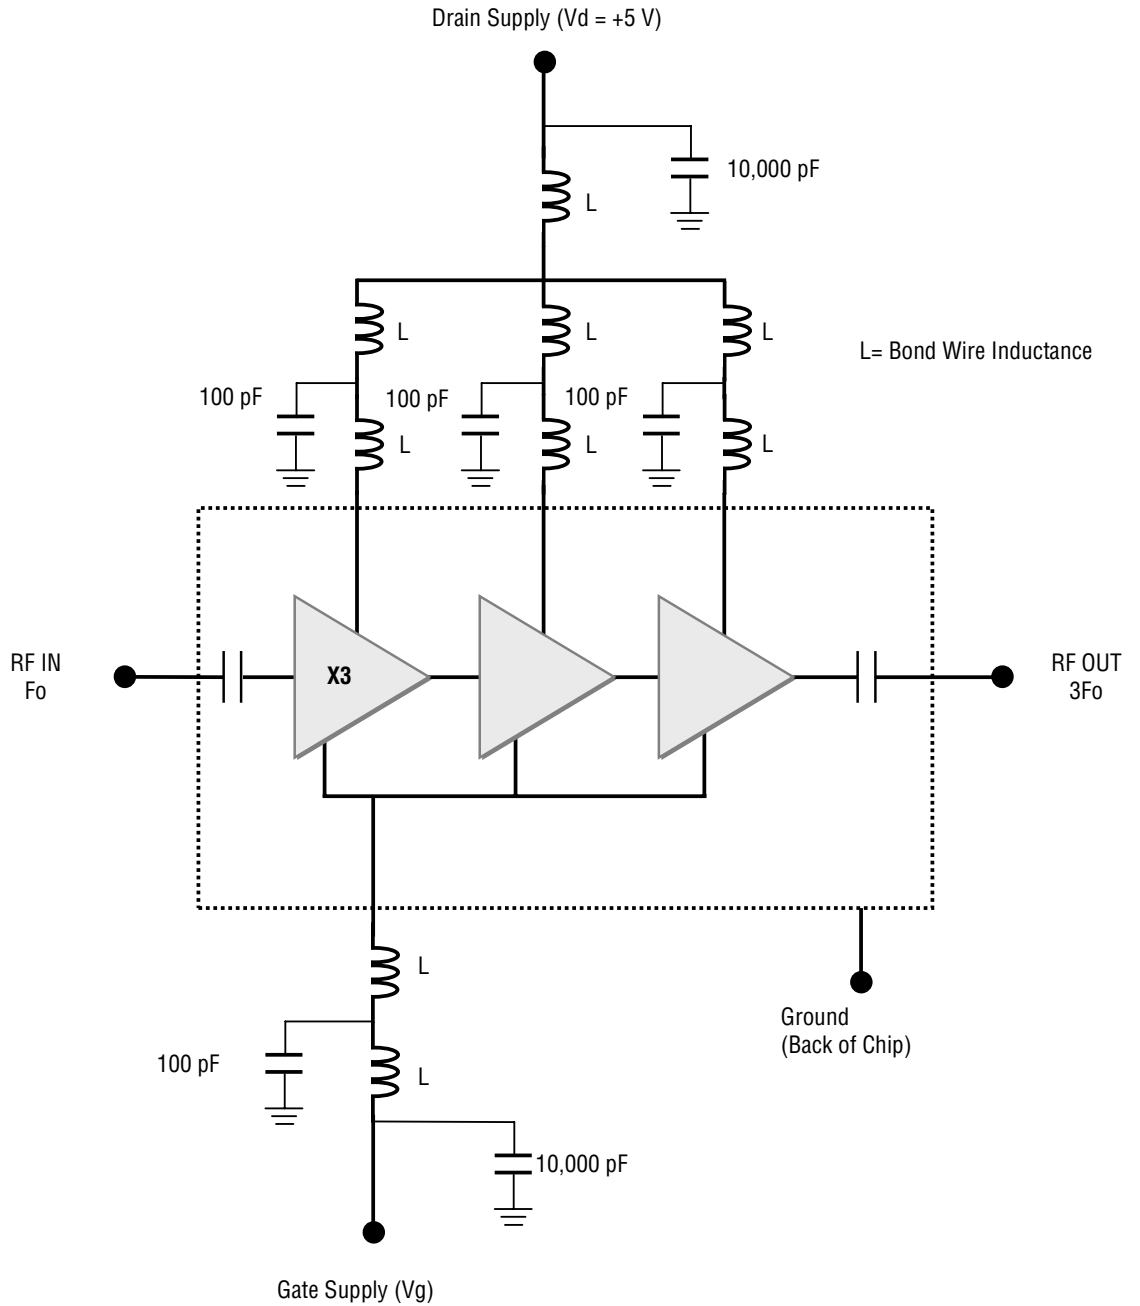 Drain Supply (Vd = +5 V)
10,000 pF
L
L
L
L
L= Bond Wire Inductance
100 pF
100 pF
100 pF
L
L
L
RF IN
Fo
X3
RF OUT
3Fo
L
Ground
(Back of Chip)
100 pF
L
10,000 pF
Gate Supply (Vg)